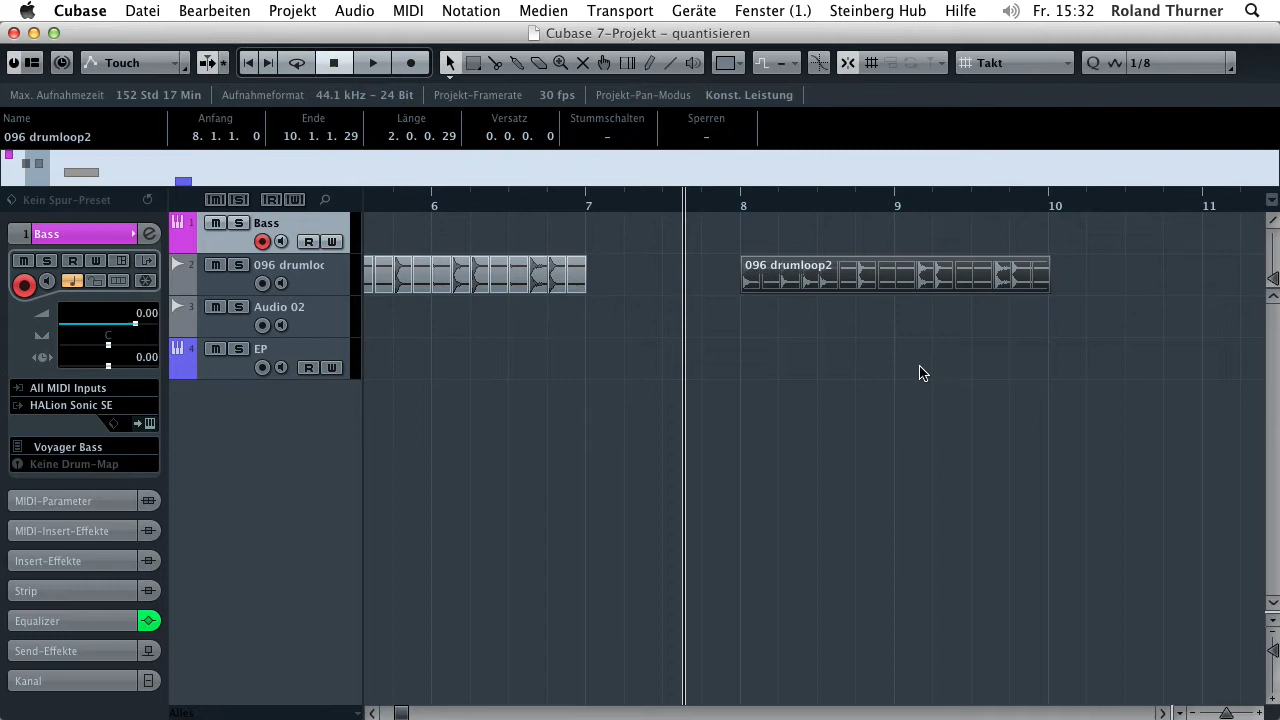 Cubase Datei Bearbeiten Projekt Audio MIDI Notation Medien Transport Geräte Fenster (1.) Steinberg Hub Hilfe Fr. 15:32 Roland Thurner
Cubase 7-Projekt – quantisieren
Touch Takt Q 1/8
Max. Aufnahmezeit 152 Std 17 Min Aufnahmeformat 44.1 kHz – 24 Bit Projekt-Framerate 30 fps Projekt-Pan-Modus Konst. Leistung
Name Anfang Ende Länge Versatz Stummschalten Sperren
096 drumloop2 8. 1. 1. 0 10. 1. 1. 29 2. 0. 0. 29 0. 0. 0. 0 – –
Kein Spur-Preset [M] [S] [R] [W] 6 7 8 9 10 11
1 Bass
M S R W
0.00
C
0.00
All MIDI Inputs
HALion Sonic SE
Voyager Bass
Keine Drum-Map
MIDI-Parameter
MIDI-Insert-Effekte
Insert-Effekte
Strip
Equalizer
Send-Effekte
Kanal
1 M S Bass
R W
2 M S 096 drumloc
3 M S Audio 02
4 M S EP
R W
Alles
096 drumloop2